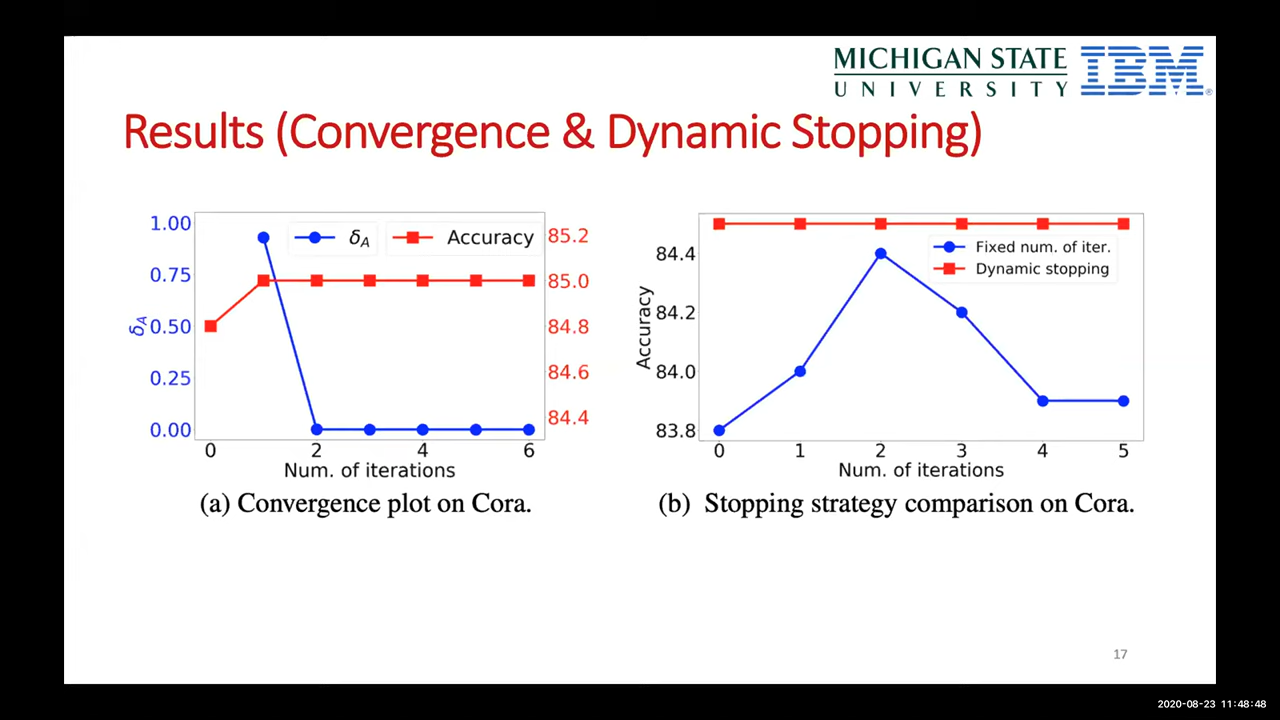 MICHIGAN STATE
UNIVERSITY
IBM®
Results (Convergence & Dynamic Stopping)
1.00
0.75
0.50
0.25
0.00
δA
δA
Accuracy
85.2
85.0
84.8
84.6
84.4
0 2 4 6
Num. of iterations
(a) Convergence plot on Cora.
84.4
84.2
84.0
83.8
Accuracy
Fixed num. of iter.
Dynamic stopping
0 1 2 3 4 5
Num. of iterations
(b) Stopping strategy comparison on Cora.
17
2020-08-23 11:48:48